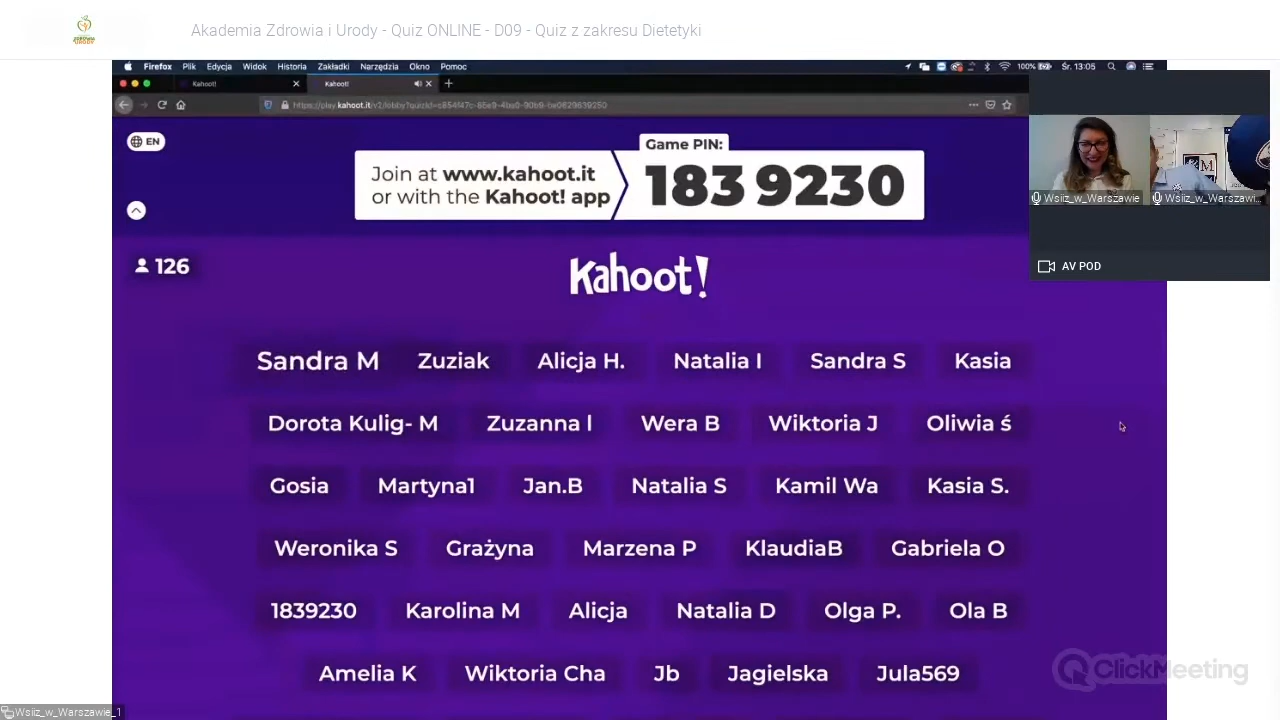 Akademia Zdrowia i Urody - Quiz ONLINE - D09 - Quiz z zakresu Dietetyki
Firefox Plik Edycja Widok Historia Zakładki Narzędzia Okno Pomoc
100% Śr. 13:05
Kahoot! Kahoot!
EN
Game PIN:
Join at www.kahoot.it
or with the Kahoot! app
183 9230
Wsiiz_w_Warszawie Wsiiz_w_Warszawi...
AV POD
126
Kahoot!
Sandra M Zuziak Alicja H. Natalia I Sandra S Kasia
Dorota Kulig- M Zuzanna l Wera B Wiktoria J Oliwia ś
Gosia Martyna1 Jan.B Natalia S Kamil Wa Kasia S.
Weronika S Grażyna Marzena P KlaudiaB Gabriela O
1839230 Karolina M Alicja Natalia D Olga P. Ola B
Amelia K Wiktoria Cha Jb Jagielska Jula569
ClickMeeting
Wsiiz_w_Warszawie_1